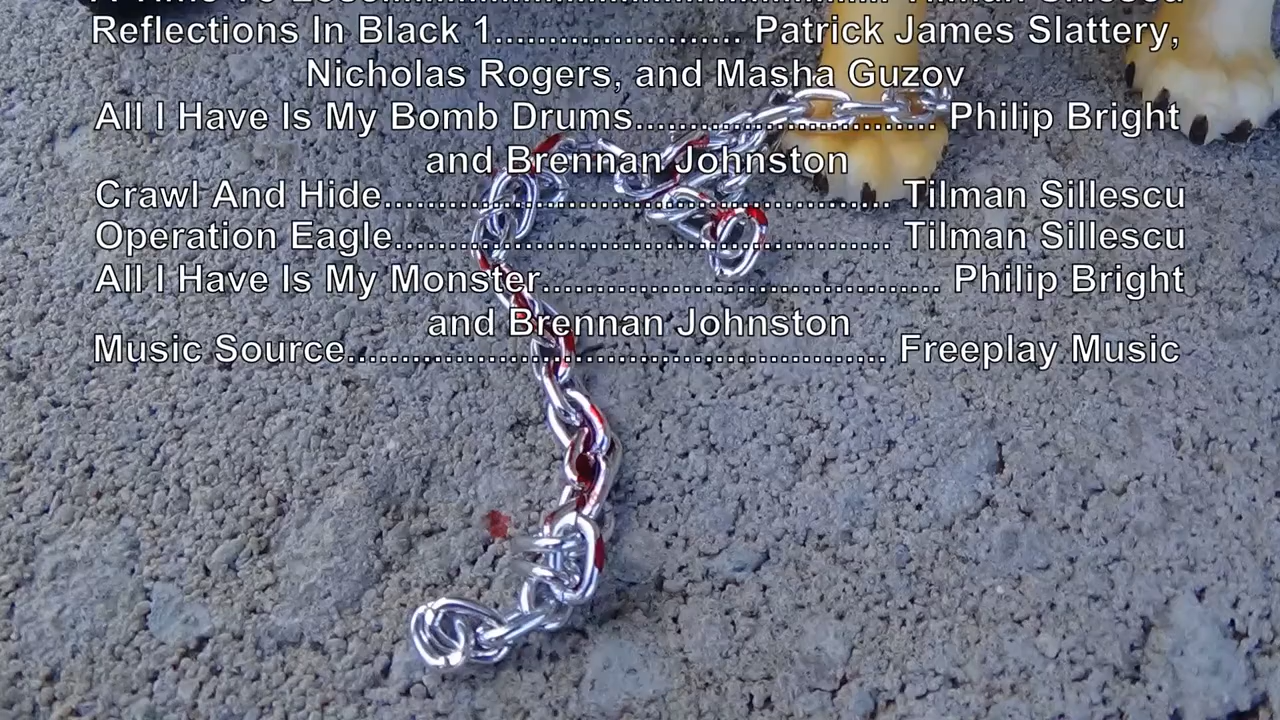 Reflections In Black 1........................ Patrick James Slattery,
Nicholas Rogers, and Masha Guzov
All I Have Is My Bomb Drums............................. Philip Bright
and Brennan Johnston
Crawl And Hide................................................. Tilman Sillescu
Operation Eagle................................................ Tilman Sillescu
All I Have Is My Monster...................................... Philip Bright
and Brennan Johnston
Music Source.................................................... Freeplay Music